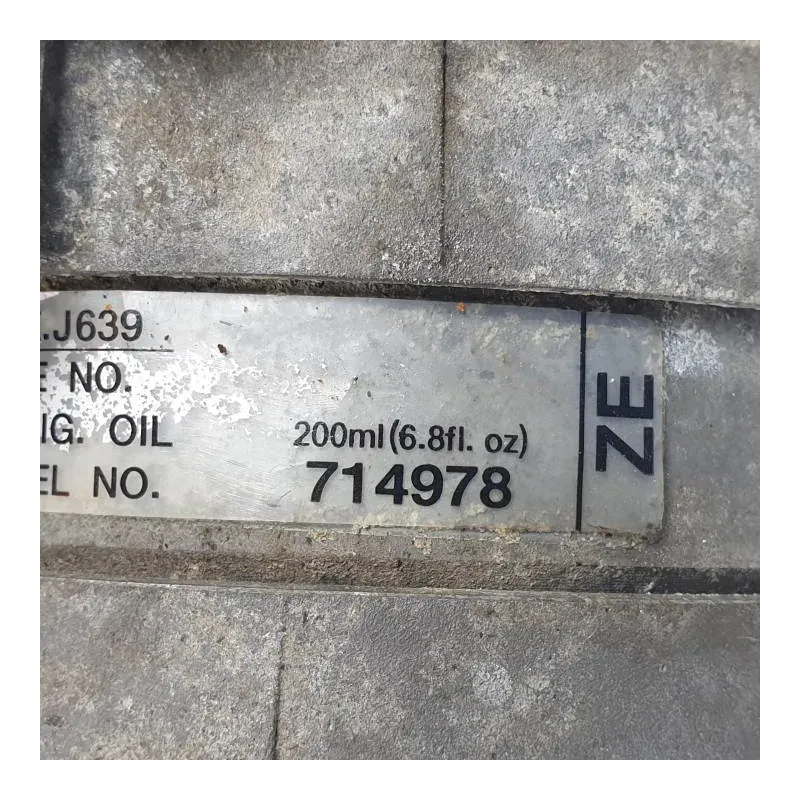 .J639
E NO.
IG. OIL 200ml(6.8fl. oz)
EL NO. 714978
ZE